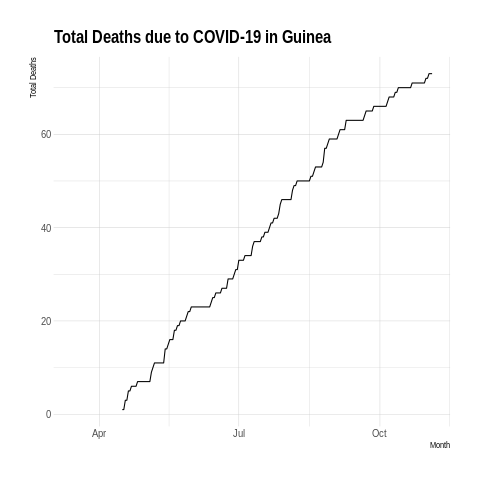 Total Deaths due to COVID-19 in Guinea
Total Deaths
60
40
20
0
Apr
Jul
Oct
Month